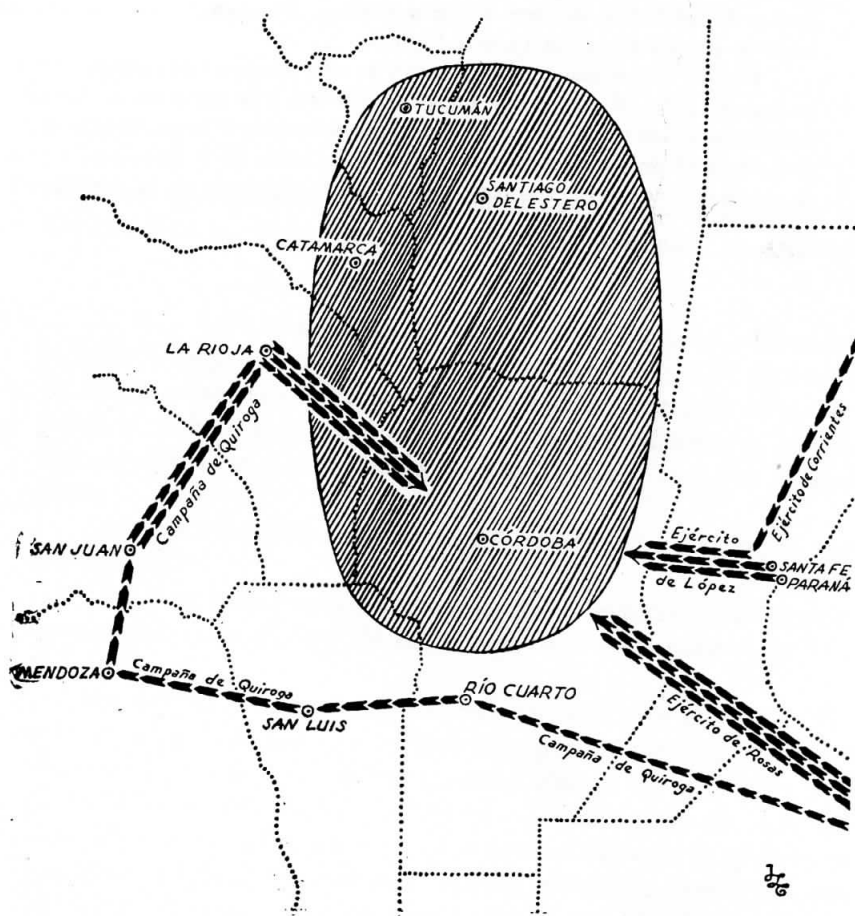 TUCUMÁN
SANTIAGO
DEL ESTERO
CATAMARCA
LA RIOJA
Campaña de Quiroga
Ejército de Corrientes
SAN JUAN
CÓRDOBA
Ejército
de López
SANTA FE
PARANÁ
MENDOZA
Campaña de Quiroga
SAN LUIS
RÍO CUARTO
Ejército de Rosas
Campaña de Quiroga